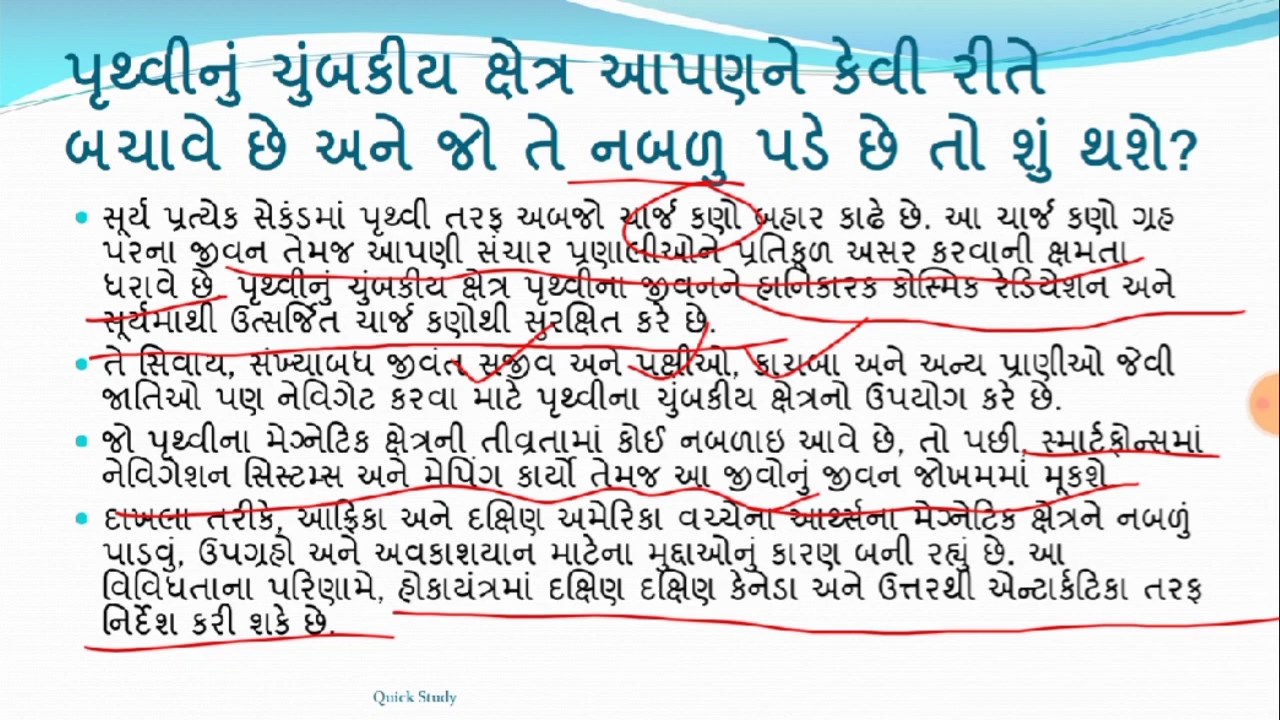 પૃથ્વીનું ચુંબકીય ક્ષેત્ર આપણને કેવી રીતે
બચાવે છે અને જો તે નબળુ પડે છે તો શું થશે?
સૂર્ય પ્રત્યેક સેકંડમાં પૃથ્વી તરફ અબજો ચાર્જ કણો બહાર કાઢે છે. આ ચાર્જ કણો ગ્રહ
પરના જીવન તેમજ આપણી સંચાર પ્રણાલીઓને પ્રતિકુળ અસર કરવાની ક્ષમતા
ધરાવે છે. પૃથ્વીનું ચુંબકીય ક્ષેત્ર પૃથ્વીના જીવનને હાનિકારક કોસ્મિક રેડિયેશન અને
સૂર્યમાંથી ઉત્સર્જિત ચાર્જ કણોથી સુરક્ષિત કરે છે.
તે સિવાય, સંખ્યાબંધ જીવંત સજીવ અને પક્ષીઓ, કાચબા અને અન્ય પ્રાણીઓ જેવી
જાતિઓ પણ નેવિગેટ કરવા માટે પૃથ્વીના ચુંબકીય ક્ષેત્રનો ઉપયોગ કરે છે.
જો પૃથ્વીના મેગ્નેટિક ક્ષેત્રની તીવ્રતામાં કોઈ નબળાઇ આવે છે, તો પછી, સ્માર્ટફોન્સમાં
નેવિગેશન સિસ્ટમ્સ અને મેપિંગ કાર્યો તેમજ આ જીવોનું જીવન જોખમમાં મૂકશે
દાખલા તરીકે, આફ્રિકા અને દક્ષિણ અમેરિકા વચ્ચેના આર્થ્સના મેગ્નેટિક ક્ષેત્રને નબળું
પાડવું, ઉપગ્રહો અને અવકાશયાન માટેના મુદ્દાઓનું કારણ બની રહ્યું છે. આ
વિવિધતાના પરિણામે, હોકાયંત્રમાં દક્ષિણ દક્ષિણ કેનેડા અને ઉત્તરથી એન્ટાર્કટિકા તરફ
નિર્દેશ કરી શકે છે.
Quick Study